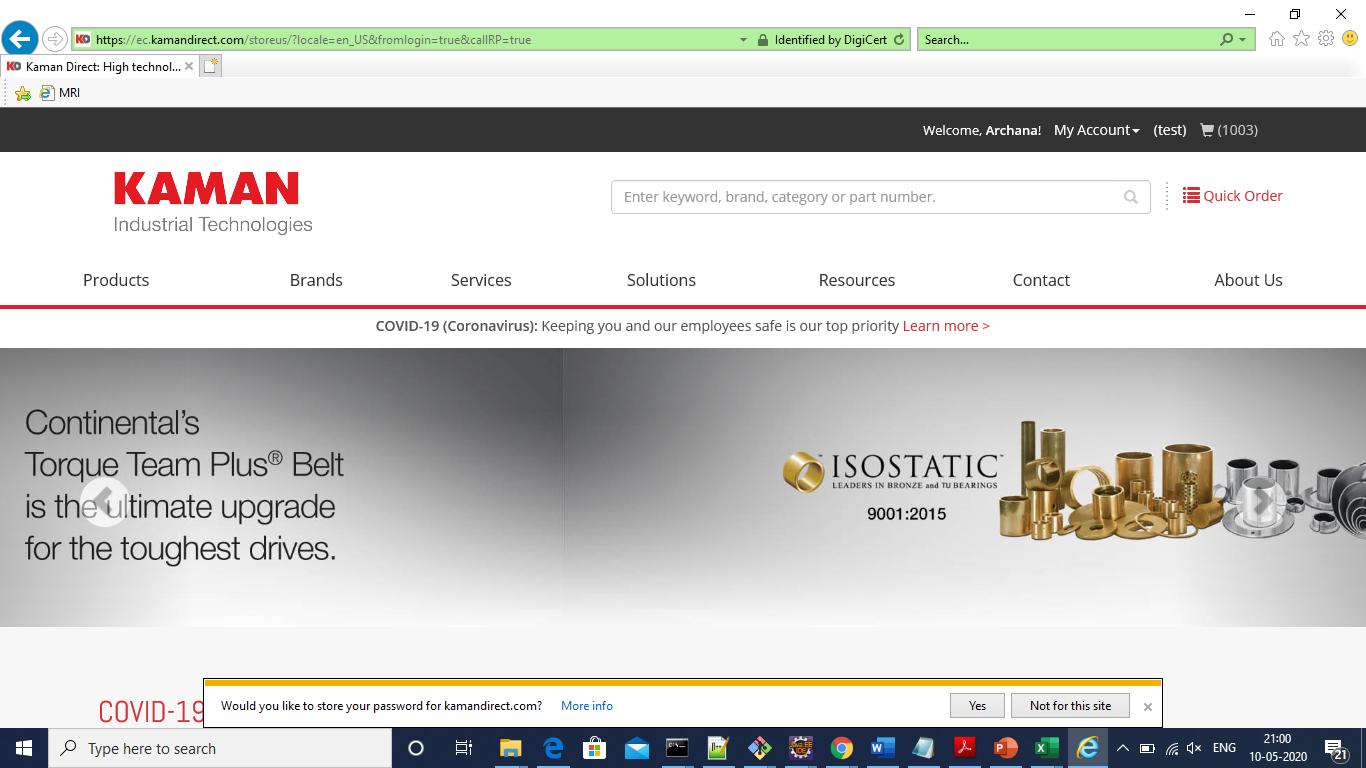 https://ec.kamandirect.com/storeus/?locale=en_US&fromlogin=true&callRP=true
Identified by DigiCert
Search...
Kaman Direct: High technol...
MRI
Welcome, Archana!
My Account
(test)
(1003)
KAMAN
Industrial Technologies
Enter keyword, brand, category or part number.
Quick Order
Products
Brands
Services
Solutions
Resources
Contact
About Us
COVID-19 (Coronavirus): Keeping you and our employees safe is our top priority Learn more >
Continental's
Torque Team Plus® Belt
is the ultimate upgrade
for the toughest drives.
ISOSTATIC™
LEADERS IN BRONZE and TU BEARINGS
9001:2015
COVID-19
Would you like to store your password for kamandirect.com?
More info
Yes
Not for this site
Type here to search
ENG
21:00
10-05-2020
21